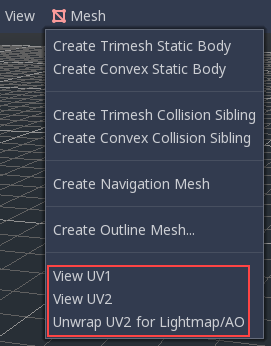 View Mesh
Create Trimesh Static Body
Create Convex Static Body
Create Trimesh Collision Sibling
Create Convex Collision Sibling
Create Navigation Mesh
Create Outline Mesh...
View UV1
View UV2
Unwrap UV2 for Lightmap/AO